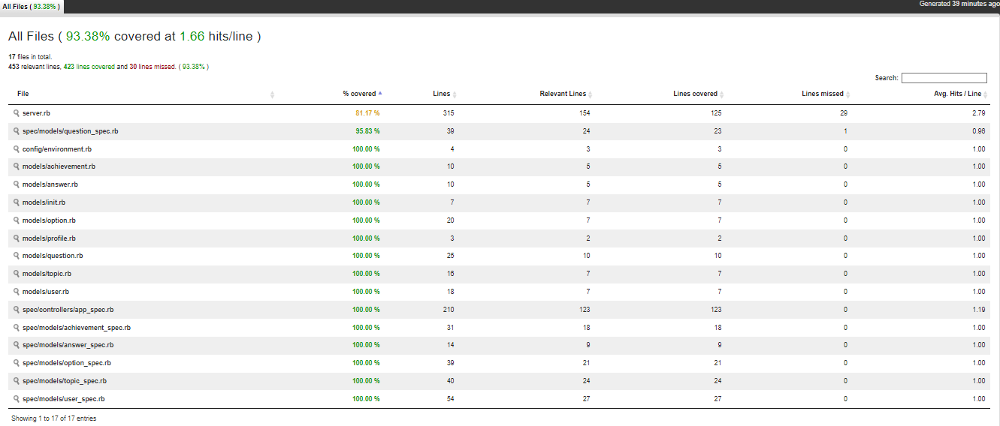 All Files ( 93.38% )
Generated 39 minutes ago
All Files ( 93.38% covered at 1.66 hits/line )
17 files in total.
453 relevant lines, 423 lines covered and 30 lines missed. ( 93.38% )
Search:
File % covered Lines Relevant Lines Lines covered Lines missed Avg. Hits / Line
server.rb 81.17 % 315 154 125 29 2.79
spec/models/question_spec.rb 95.83 % 39 24 23 1 0.96
config/environment.rb 100.00 % 4 3 3 0 1.00
models/achievement.rb 100.00 % 10 5 5 0 1.00
models/answer.rb 100.00 % 10 5 5 0 1.00
models/init.rb 100.00 % 7 7 7 0 1.00
models/option.rb 100.00 % 20 7 7 0 1.00
models/profile.rb 100.00 % 3 2 2 0 1.00
models/question.rb 100.00 % 25 10 10 0 1.00
models/topic.rb 100.00 % 16 7 7 0 1.00
models/user.rb 100.00 % 18 7 7 0 1.00
spec/controllers/app_spec.rb 100.00 % 210 123 123 0 1.19
spec/models/achievement_spec.rb 100.00 % 31 18 18 0 1.00
spec/models/answer_spec.rb 100.00 % 14 9 9 0 1.00
spec/models/option_spec.rb 100.00 % 39 21 21 0 1.00
spec/models/topic_spec.rb 100.00 % 40 24 24 0 1.00
spec/models/user_spec.rb 100.00 % 54 27 27 0 1.00
Showing 1 to 17 of 17 entries